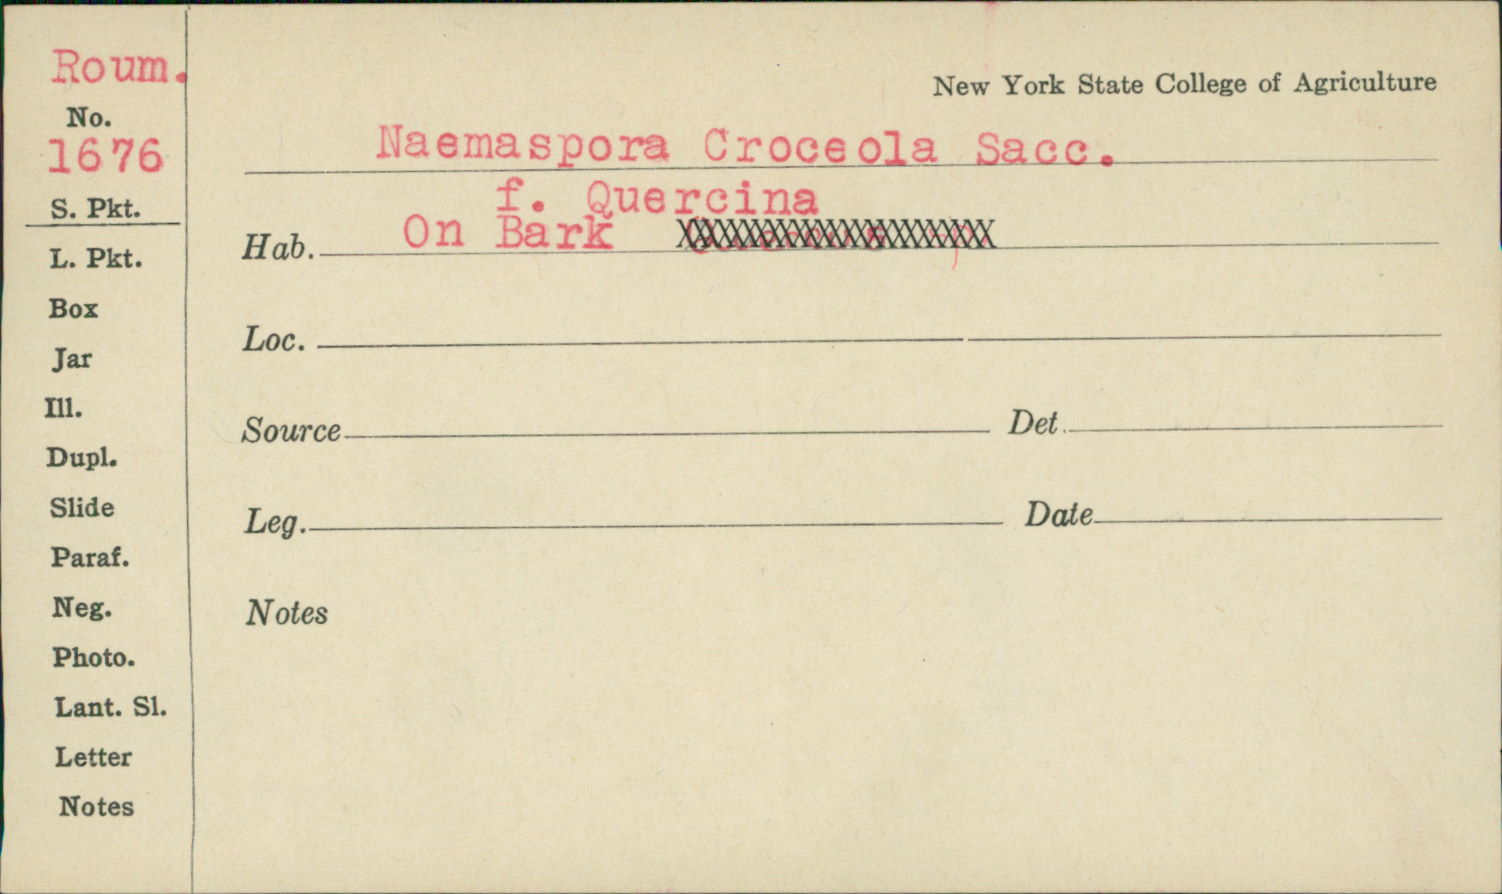 Roum.
No.
1676
S. Pkt.
L. Pkt.
Box
Jar
Ill.
Dupl.
Slide
Paraf.
Neg.
Photo.
Lant. Sl.
Letter
Notes
New York State College of Agriculture
Naemaspora Croceola Sacc.
f. Quercina
Hab. On Bark
Loc.
Source Det.
Leg. Date
Notes